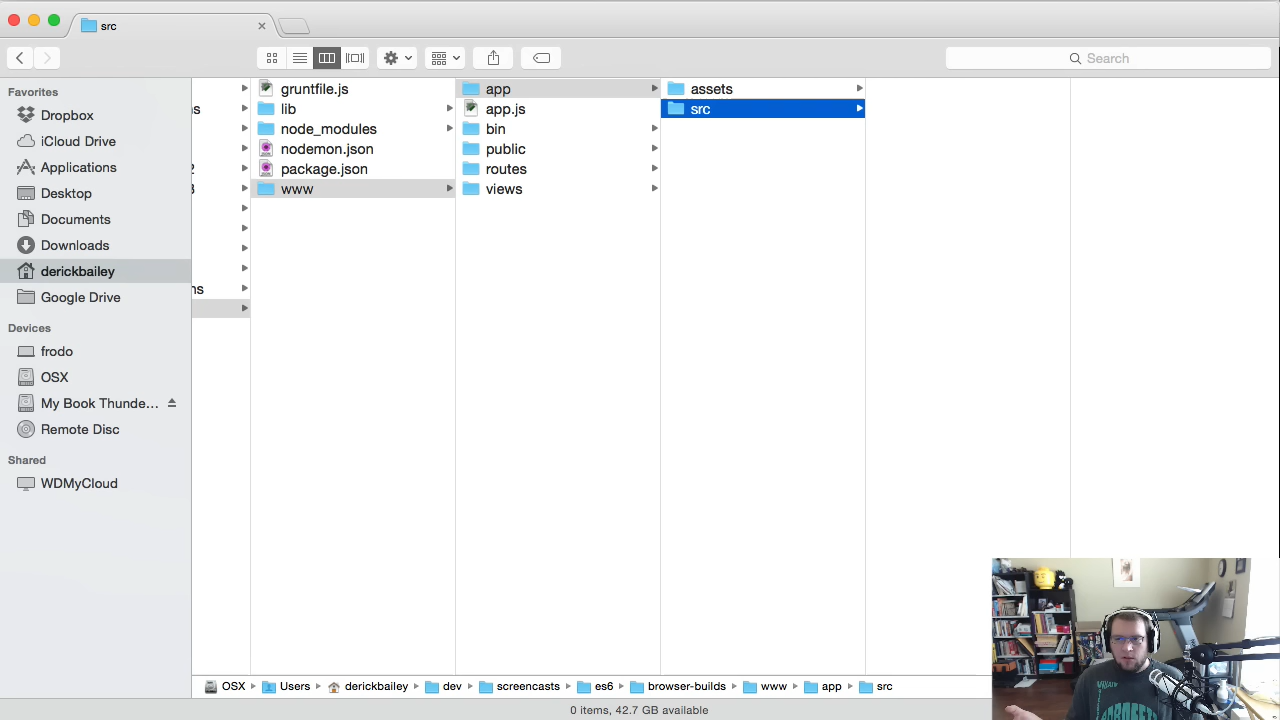 src
Search
Favorites
Dropbox
iCloud Drive
Applications
Desktop
Documents
Downloads
derickbailey
Google Drive
Devices
frodo
OSX
My Book Thunde...
Remote Disc
Shared
WDMyCloud
gruntfile.js
lib
node_modules
nodemon.json
package.json
www
app
app.js
bin
public
routes
views
assets
src
OSX Users derickbailey dev screencasts es6 browser-builds www app src
0 items, 42.7 GB available